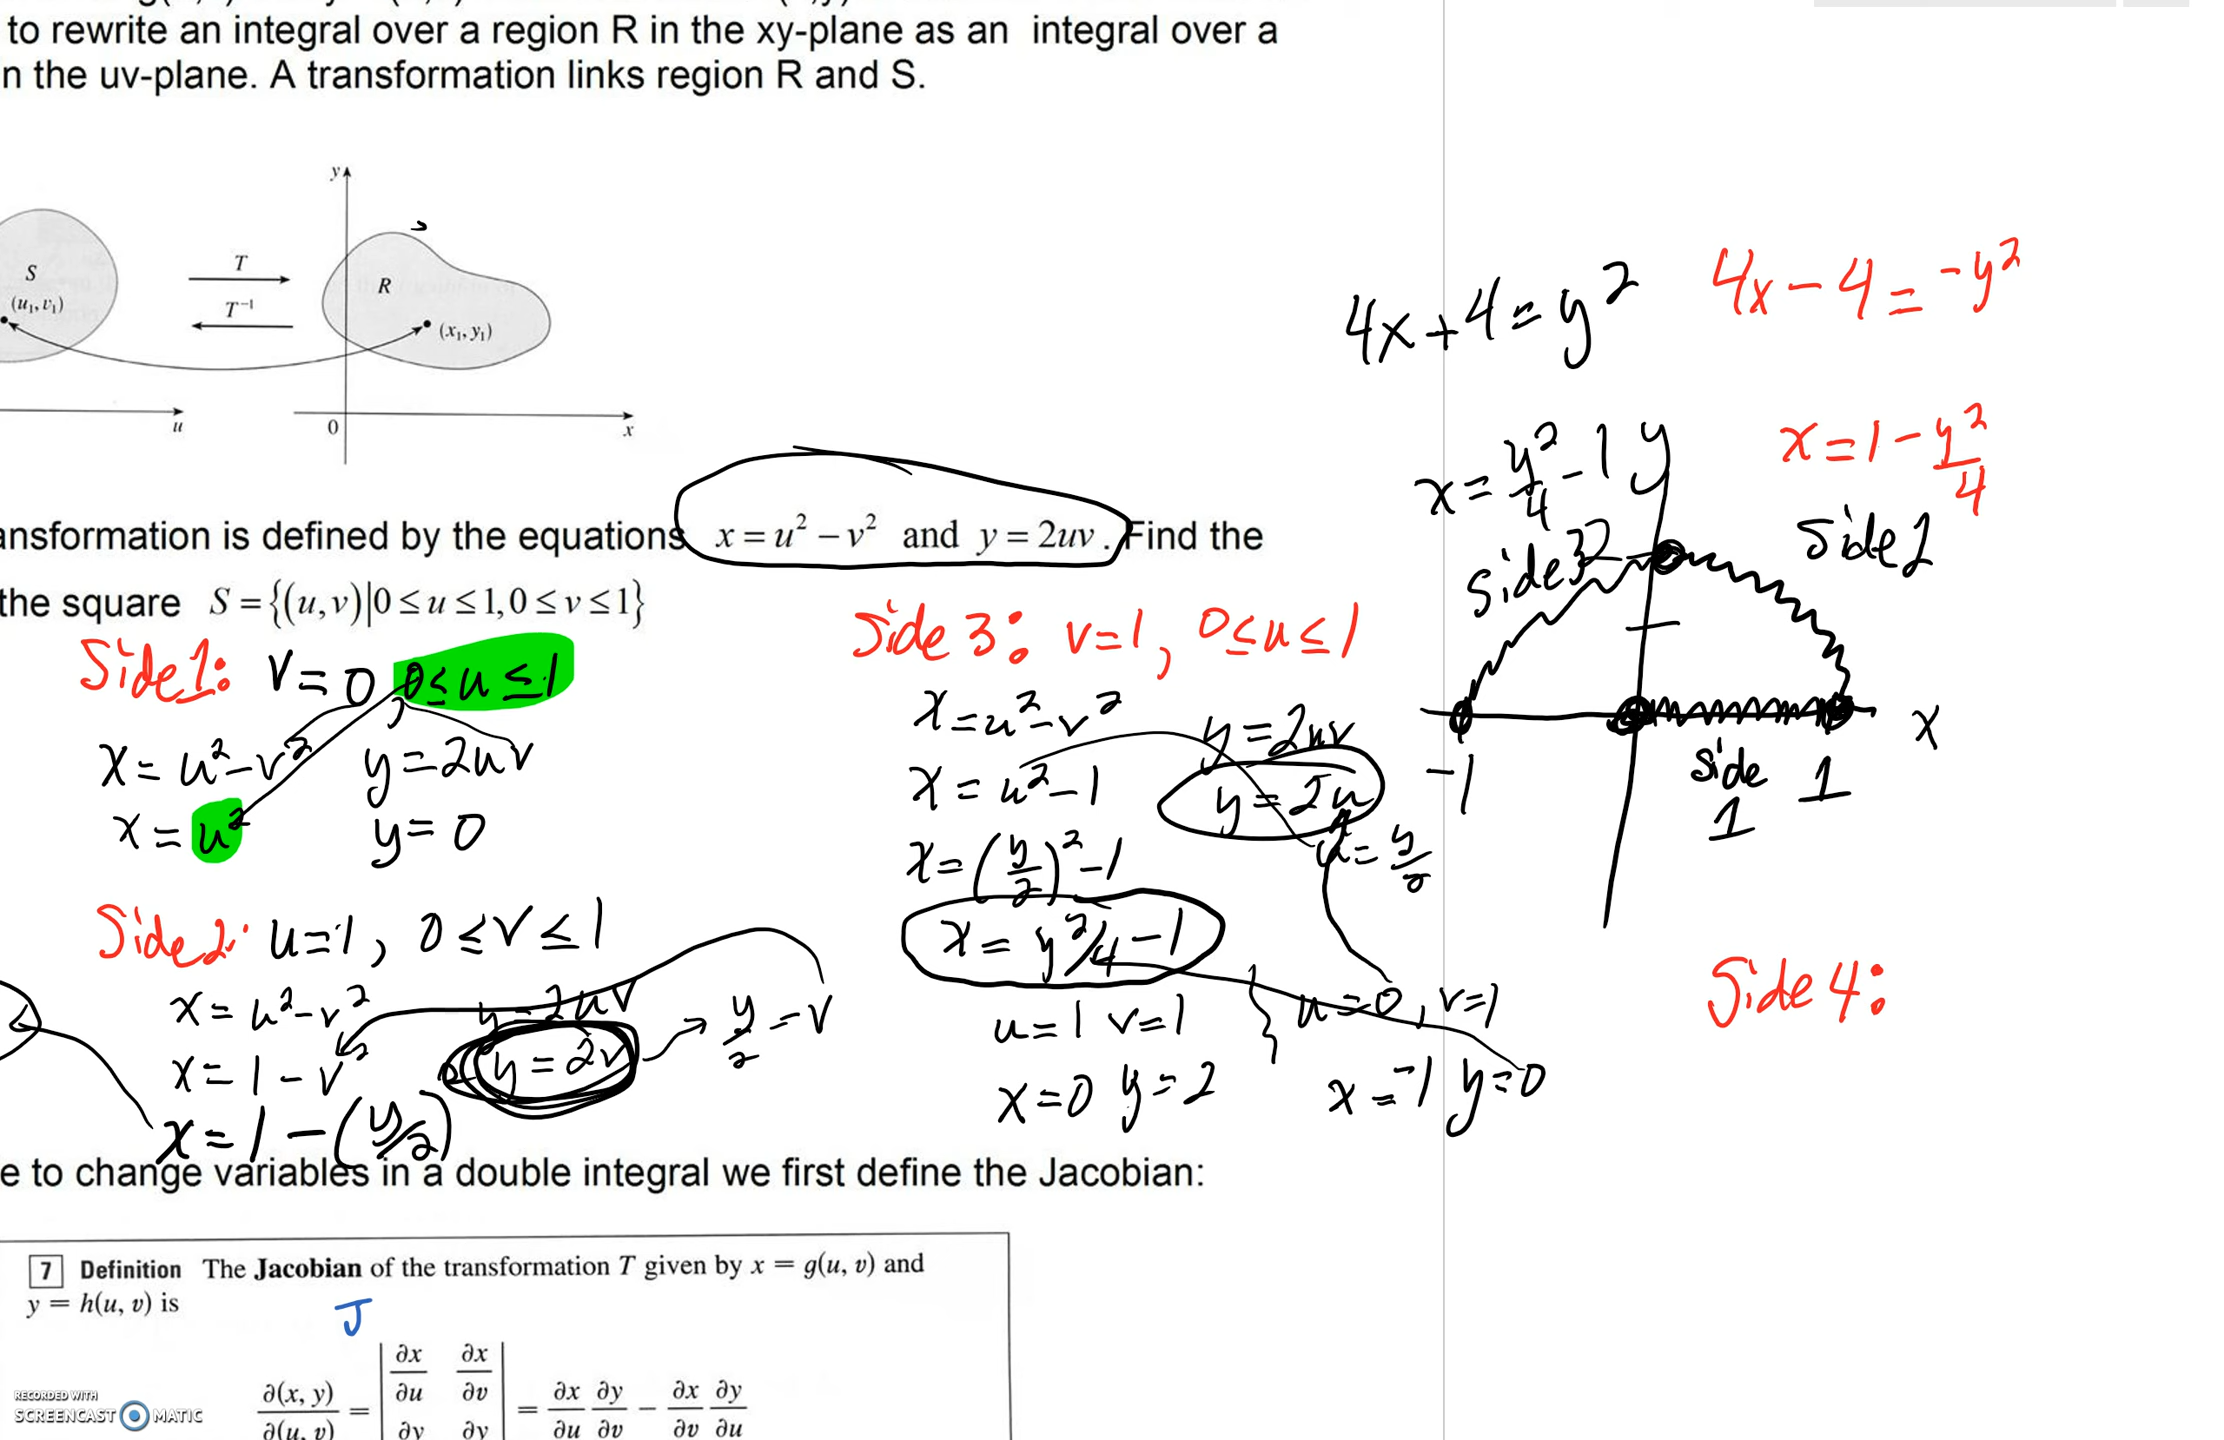 to rewrite an integral over a region R in the xy-plane as an integral over a
n the uv-plane. A transformation links region R and S.
y
S
(u₁, v₁)
T
T⁻¹
R
(x₁, y₁)
u
0
x
4x+4=y²
4x-4=-y²
x=y²/4-1
y
x=1-y²/4
side 3
2
Side 2
ansformation is defined by the equations x = u² − v² and y = 2uv. Find the
the square S = {(u,v)|0 ≤ u ≤ 1, 0 ≤ v ≤ 1}
Side 1: v=0, 0≤u≤1
x=u²-v² y=2uv
x=u² y=0
Side 2: u=1, 0≤v≤1
x=u²-v² y=2uv
x=1-v² y=2v y/2=v
x=1-(y/2)
Side 3: v=1, 0≤u≤1
x=u²-v² y=2uv
x=u²-1 y=2u
x=(y/2)²-1 u=y/2
x=y²/4-1
u=1 v=1 u=0, v=1
x=0 y=2 x=-1 y=0
x
-1
side
1
1
Side 4:
e to change variables in a double integral we first define the Jacobian:
7 Definition The Jacobian of the transformation T given by x = g(u, v) and
y = h(u, v) is
J
∂(x, y)/∂(u, v) = | ∂x/∂u ∂x/∂v ∂y ∂y | = ∂x/∂u ∂y/∂v − ∂x/∂v ∂y/∂u
RECORDED WITH
SCREENCAST MATIC